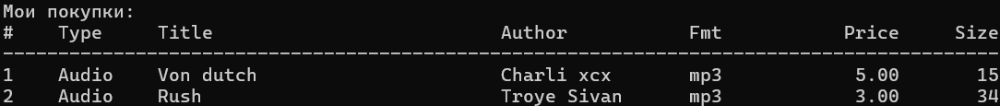 Мои покупки:
#    Type     Title                          Author           Fmt           Price     Size
------------------------------------------------------------------------------------------
1    Audio    Von dutch                      Charli xcx       mp3            5.00       15
2    Audio    Rush                           Troye Sivan      mp3            3.00       34